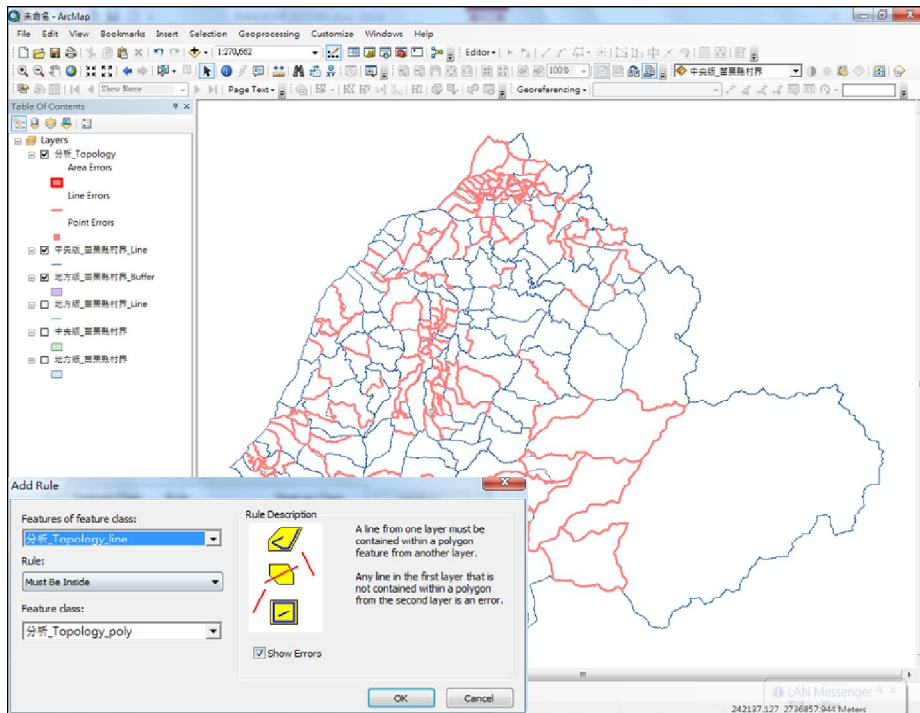 未命名 - ArcMap
File Edit View Bookmarks Insert Selection Geoprocessing Customize Windows Help
1:270,662
Editor
100%
中央版_苗栗縣村界
Show Name
Page Text
Georeferencing
Table Of Contents
Layers
分析_Topology
Area Errors
Line Errors
Point Errors
中央版_苗栗縣村界_Line
地方版_苗栗縣村界_Buffer
地方版_苗栗縣村界_Line
中央版_苗栗縣村界
地方版_苗栗縣村界
Add Rule
Features of feature class:
分析_Topology_line
Rule:
Must Be Inside
Feature class:
分析_Topology_poly
Rule Description
A line from one layer must be
contained within a polygon
feature from another layer.
Any line in the first layer that is
not contained within a polygon
from the second layer is an error.
Show Errors
OK
Cancel
LAN Messenger
242137.127 2736857.944 Meters